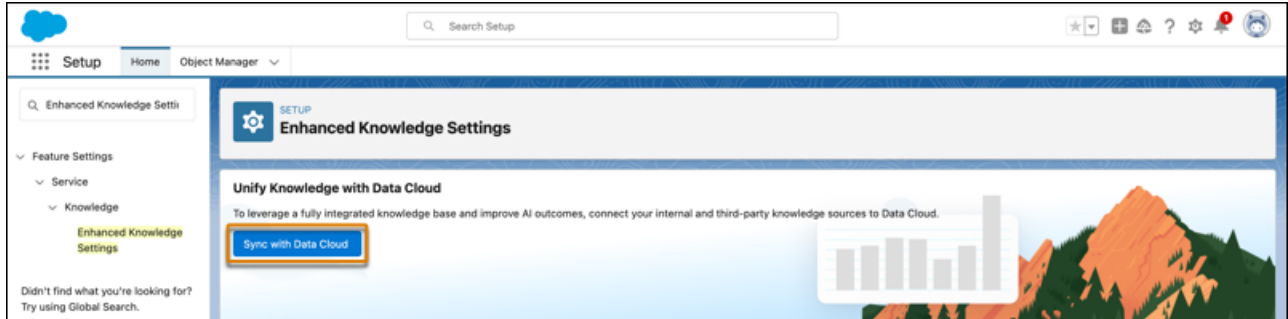 Search Setup
1
Setup Home Object Manager
Enhanced Knowledge Settin
SETUP
Enhanced Knowledge Settings
Feature Settings
Service
Knowledge
Enhanced Knowledge
Settings
Didn't find what you're looking for?
Try using Global Search.
Unify Knowledge with Data Cloud
To leverage a fully integrated knowledge base and improve AI outcomes, connect your internal and third-party knowledge sources to Data Cloud.
Sync with Data Cloud